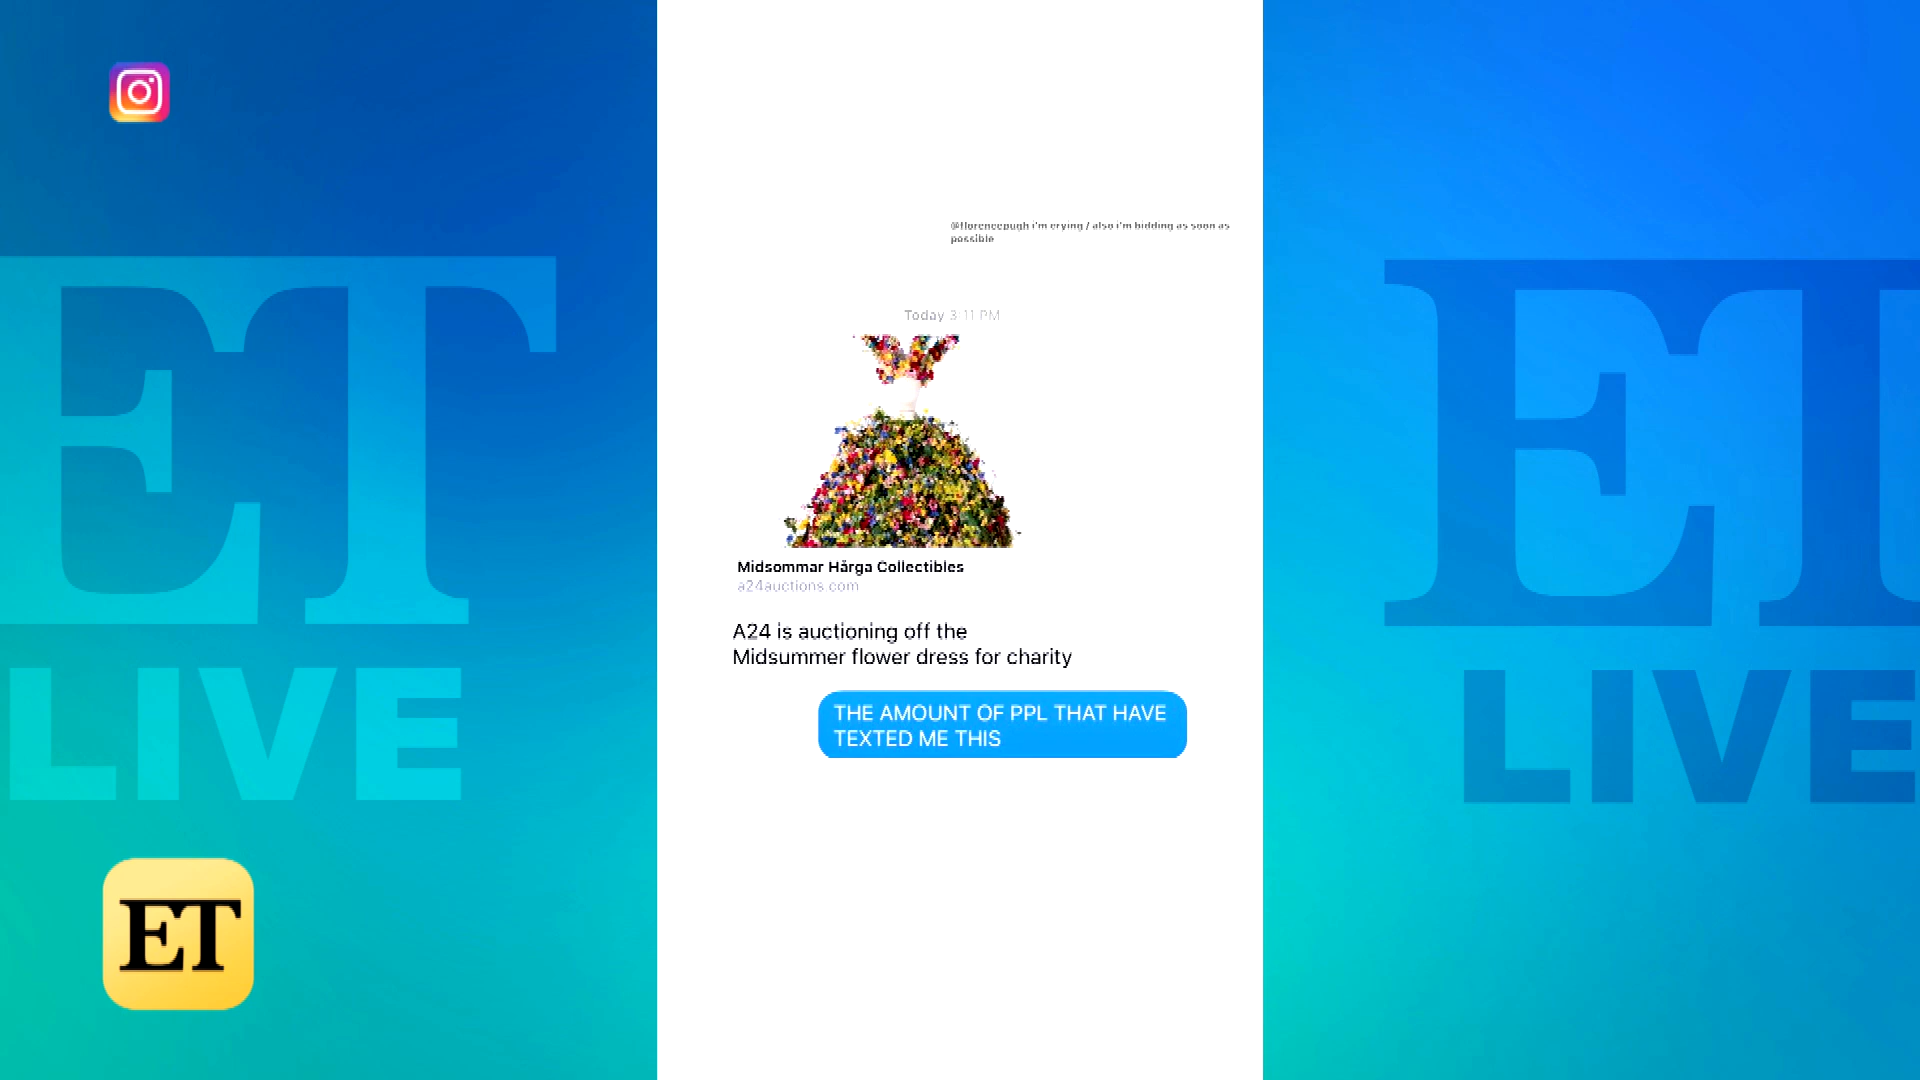 @florencepugh i'm crying / also i'm bidding as soon as
possible
Today 3:11 PM
Midsommar Hårga Collectibles
a24auctions.com
A24 is auctioning off the
Midsummer flower dress for charity
THE AMOUNT OF PPL THAT HAVE
TEXTED ME THIS
ET
LIVE
ET
LIVE
ET